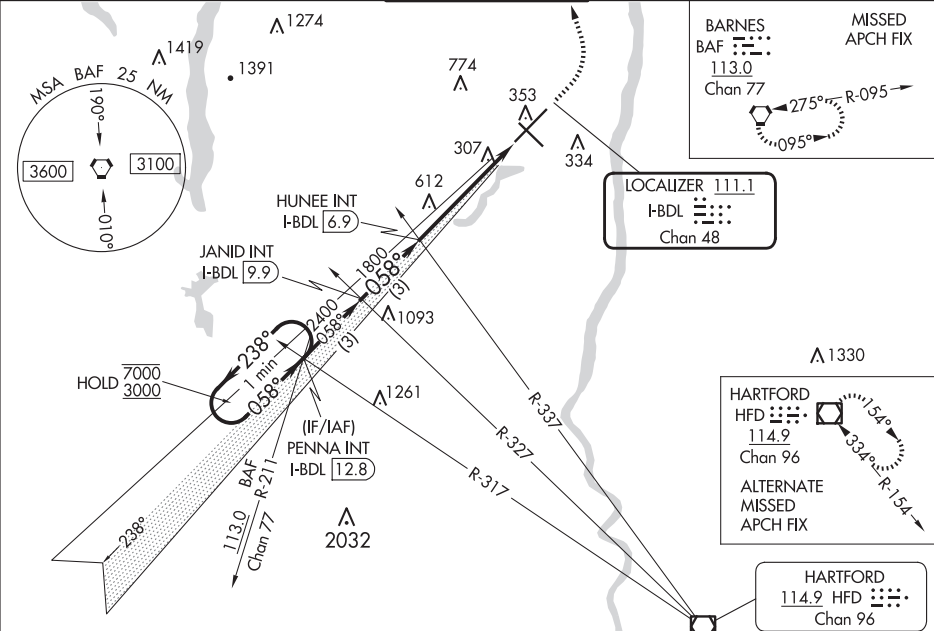 1274
1419
1391
774
353
307
334
612
MSA BAF 25 NM
190°
3600
3100
010°
BARNES
BAF
113.0
Chan 77
MISSED
APCH FIX
275°
R-095
095°
LOCALIZER 111.1
I-BDL
Chan 48
HUNEE INT
I-BDL 6.9
JANID INT
I-BDL 9.9
1800
058°
(3)
2400
058°
(3)
1093
238°
1 min
058°
HOLD 7000
3000
1261
(IF/IAF)
PENNA INT
I-BDL 12.8
BAF
R-211
113.0
Chan 77
238°
2032
R-337
R-327
R-317
1330
HARTFORD
HFD
114.9
Chan 96
154°
334°
R-154
ALTERNATE
MISSED
APCH FIX
HARTFORD
114.9 HFD
Chan 96